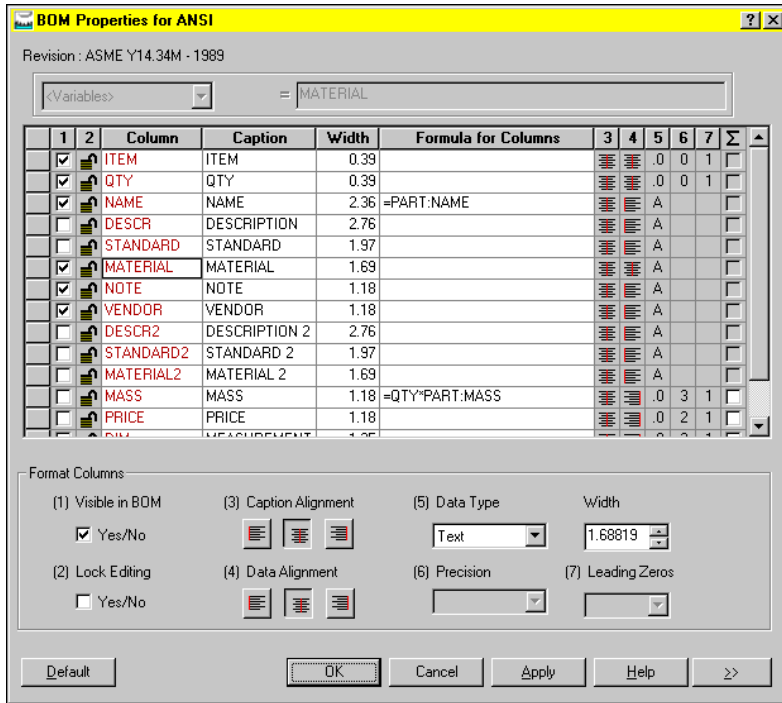 BOM Properties for ANSI
Revision : ASME Y14.34M - 1989
<Variables> = MATERIAL
1 2 Column Caption Width Formula for Columns 3 4 5 6 7 Σ
ITEM ITEM 0.39 .0 0 1
QTY QTY 0.39 .0 0 1
NAME NAME 2.36 =PART:NAME A
DESCR DESCRIPTION 2.76 A
STANDARD STANDARD 1.97 A
MATERIAL MATERIAL 1.69 A
NOTE NOTE 1.18 A
VENDOR VENDOR 1.18 A
DESCR2 DESCRIPTION 2 2.76 A
STANDARD2 STANDARD 2 1.97 A
MATERIAL2 MATERIAL 2 1.69 A
MASS MASS 1.18 =QTY*PART:MASS .0 3 1
PRICE PRICE 1.18 .0 2 1
DIM MEASUREMENT
Format Columns
(1) Visible in BOM (3) Caption Alignment (5) Data Type Width
Yes/No Text 1.68819
(2) Lock Editing (4) Data Alignment (6) Precision (7) Leading Zeros
Yes/No
Default OK Cancel Apply Help >>